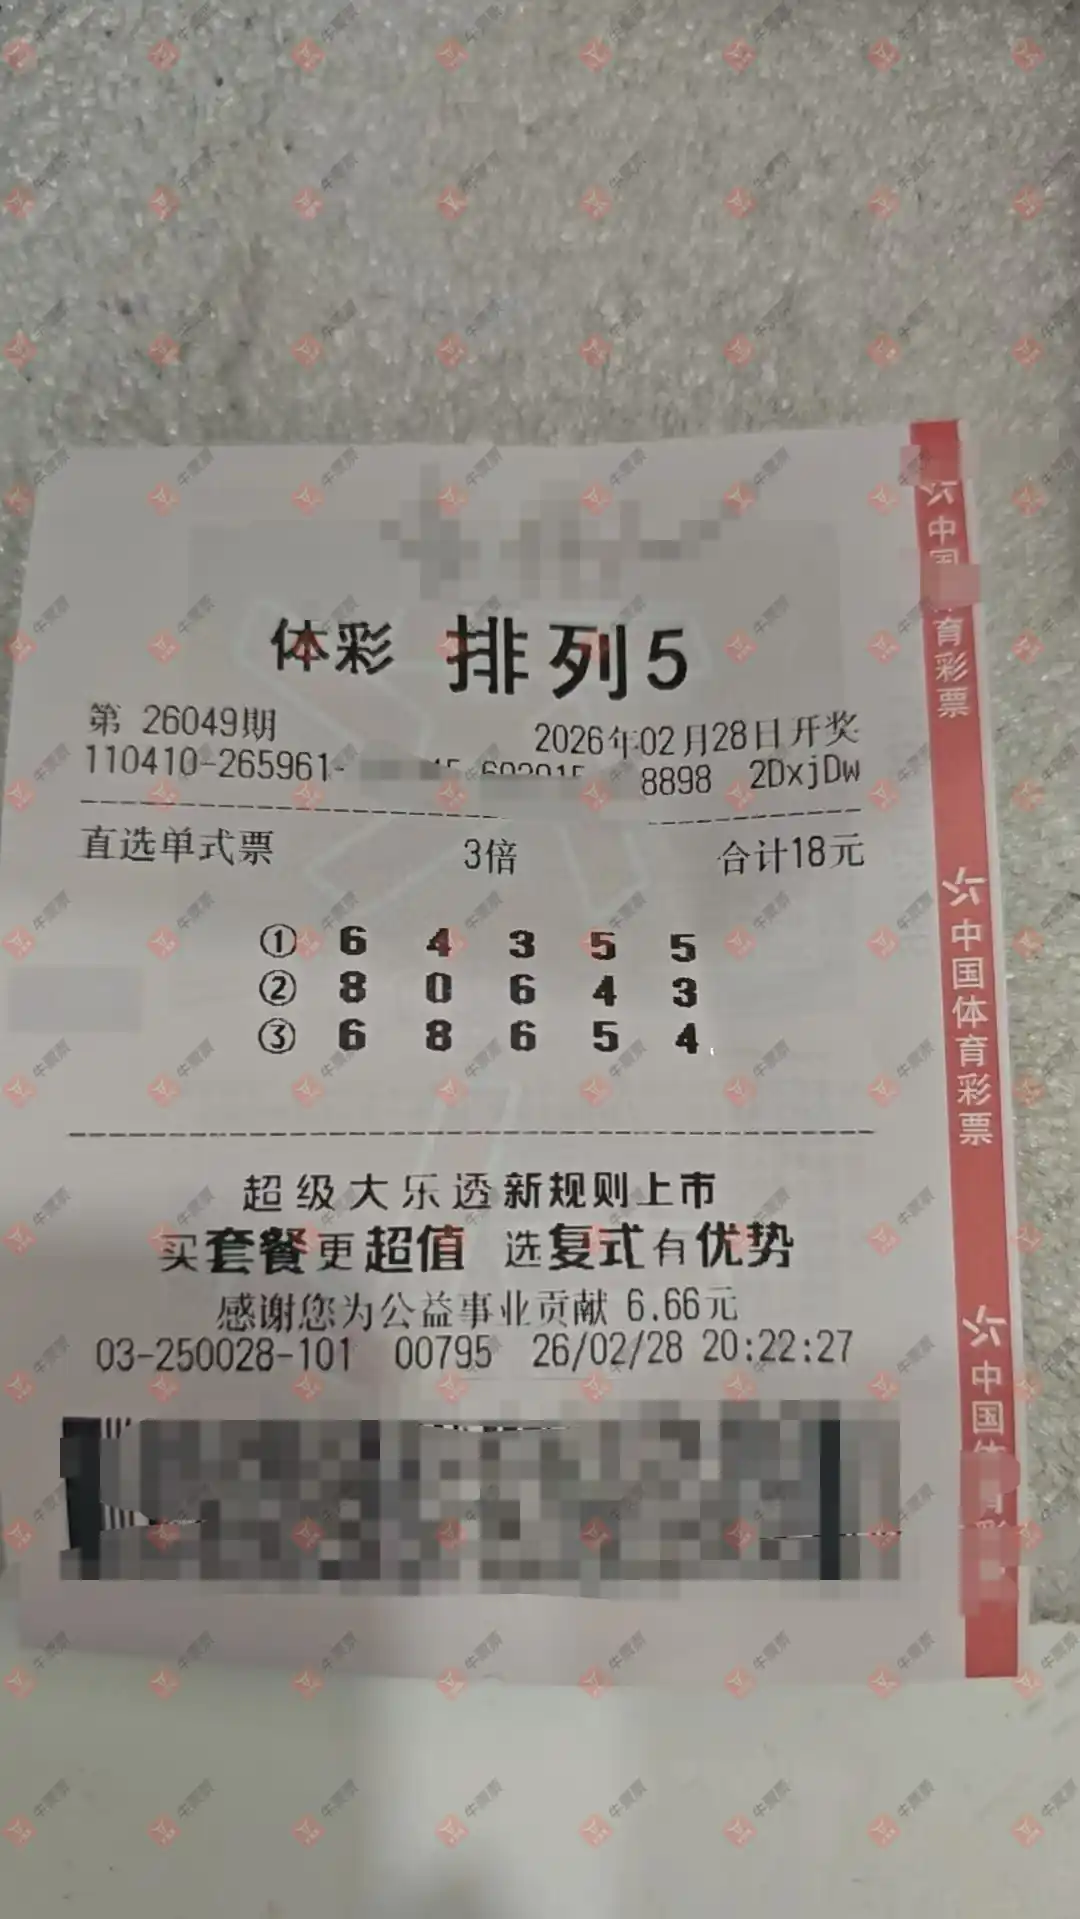 体彩 排列5
第 26049期 2026年02月28日开奖
110410-265961- 8898 2DxjDw
直选单式票 3倍 合计18元
① 6 4 3 5 5
② 8 0 6 4 3
③ 6 8 6 5 4
超级大乐透新规则上市
买套餐更超值 选复式有优势
感谢您为公益事业贡献 6.66元
03-250028-101 00795 26/02/28 20:22:27
中国
育彩票
中国体育彩票
中国体